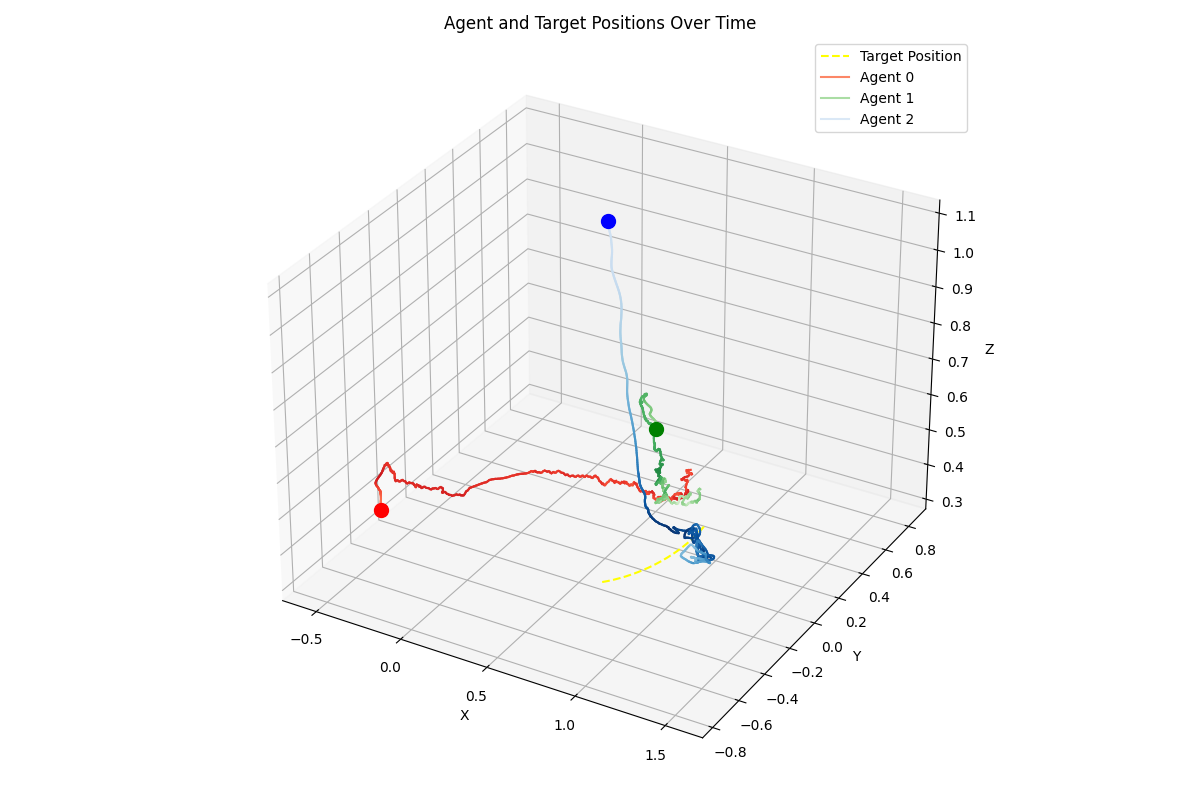 Agent and Target Positions Over Time
Target Position
Agent 0
Agent 1
Agent 2
1.1
1.0
0.9
0.8
0.7
0.6
0.5
0.4
0.3
Z
0.8
0.6
0.4
0.2
0.0
−0.2
−0.4
−0.6
−0.8
Y
−0.5
0.0
0.5
1.0
1.5
X